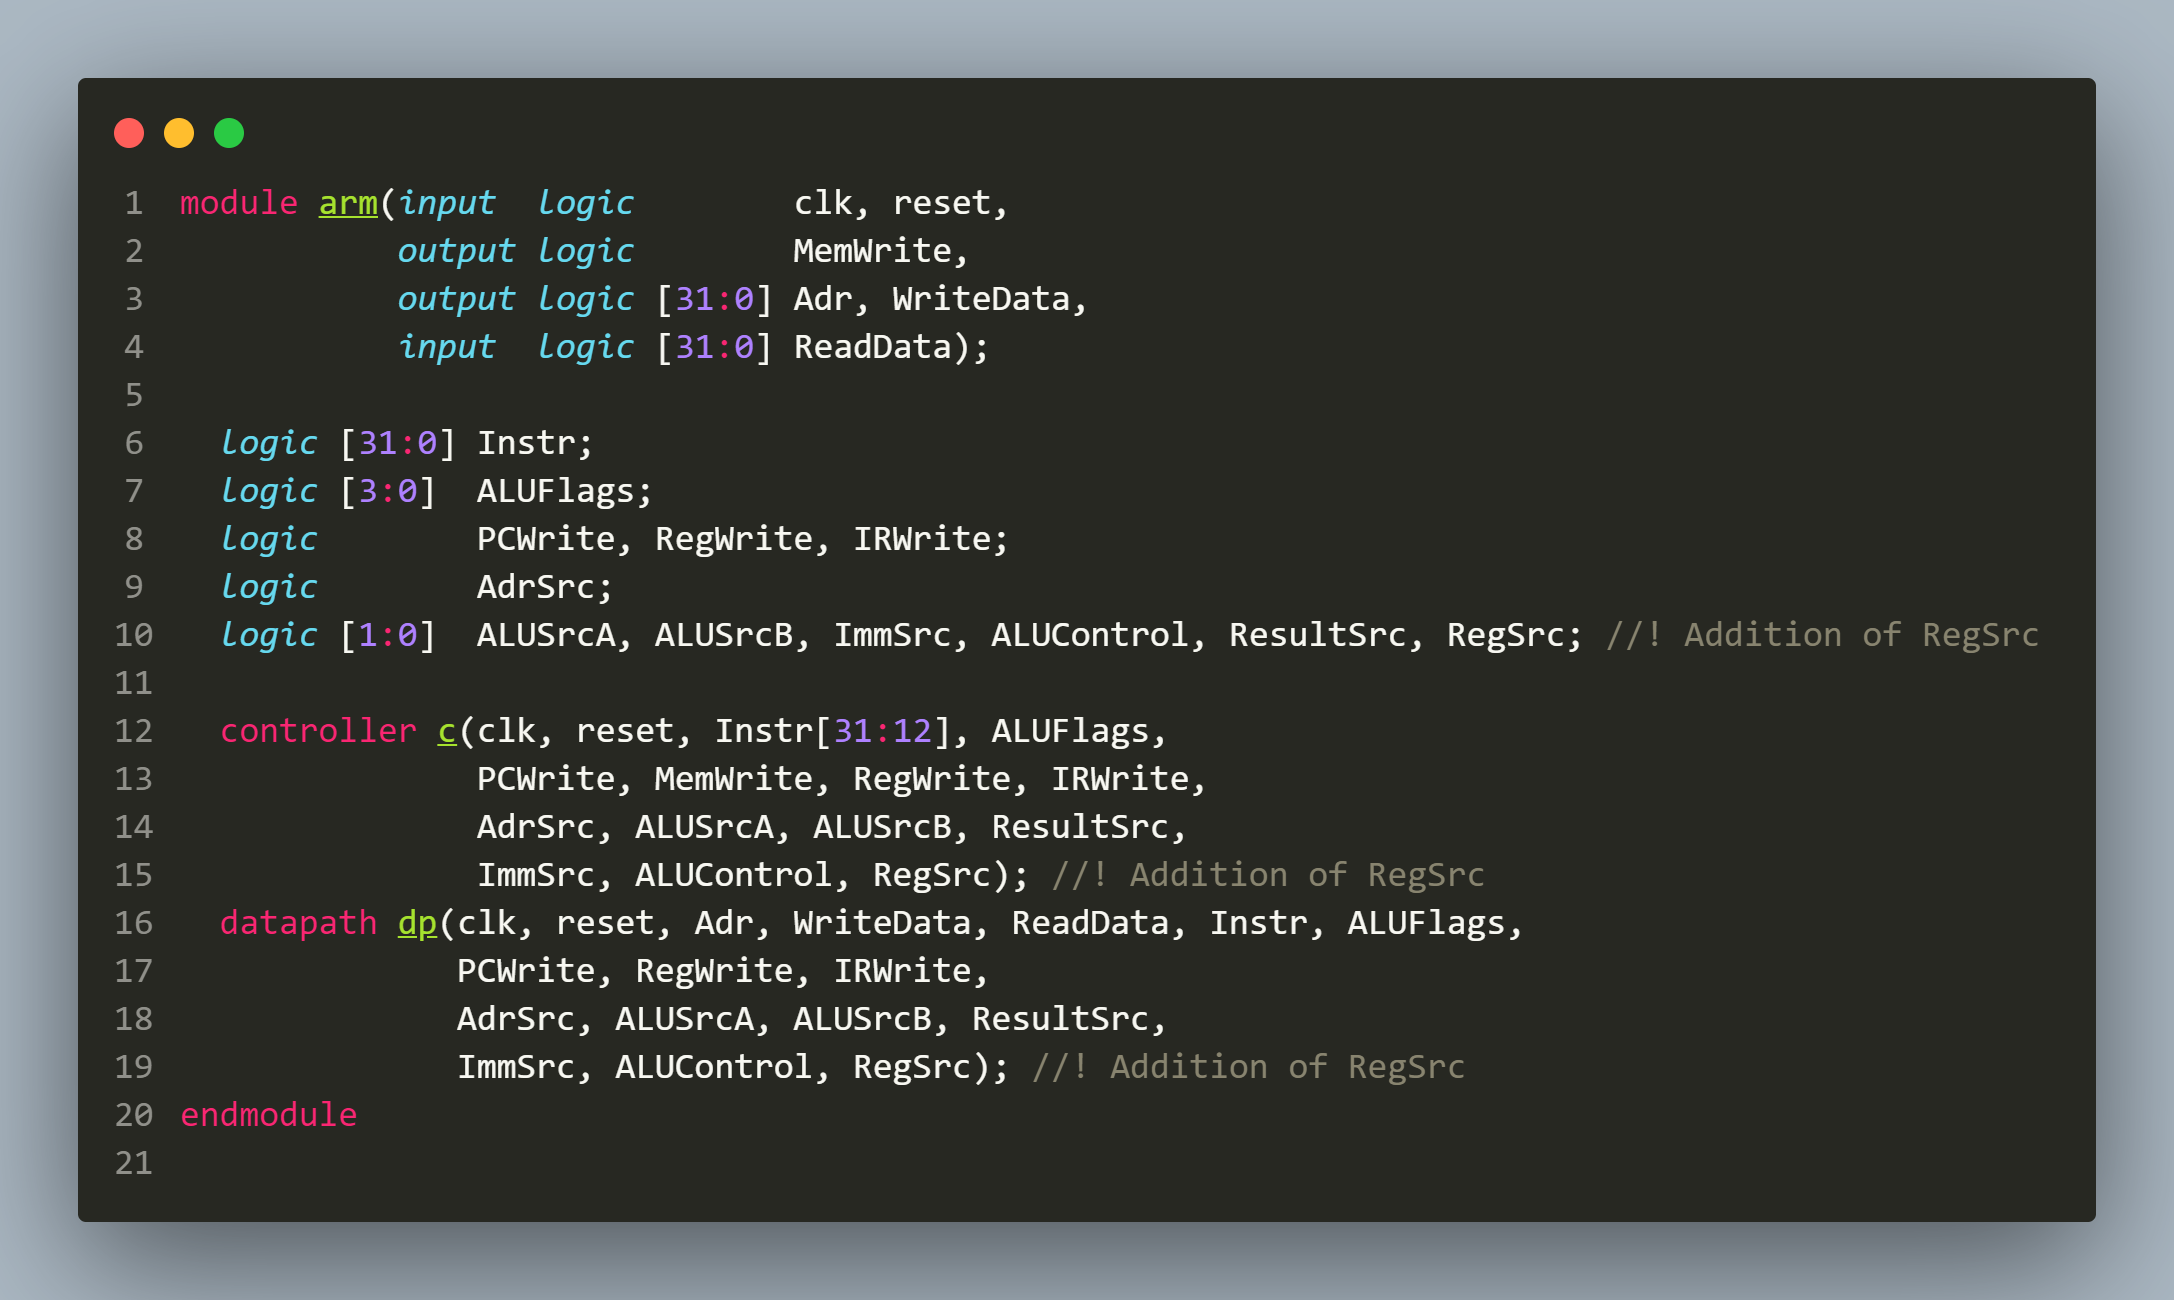 1 module arm(input  logic        clk, reset,
2            output logic        MemWrite,
3            output logic [31:0] Adr, WriteData,
4            input  logic [31:0] ReadData);
5
6   logic [31:0] Instr;
7   logic [3:0]  ALUFlags;
8   logic        PCWrite, RegWrite, IRWrite;
9   logic        AdrSrc;
10   logic [1:0]  ALUSrcA, ALUSrcB, ImmSrc, ALUControl, ResultSrc, RegSrc; //! Addition of RegSrc
11
12   controller c(clk, reset, Instr[31:12], ALUFlags,
13                PCWrite, MemWrite, RegWrite, IRWrite,
14                AdrSrc, ALUSrcA, ALUSrcB, ResultSrc,
15                ImmSrc, ALUControl, RegSrc); //! Addition of RegSrc
16   datapath dp(clk, reset, Adr, WriteData, ReadData, Instr, ALUFlags,
17               PCWrite, RegWrite, IRWrite,
18               AdrSrc, ALUSrcA, ALUSrcB, ResultSrc,
19               ImmSrc, ALUControl, RegSrc); //! Addition of RegSrc
20 endmodule
21